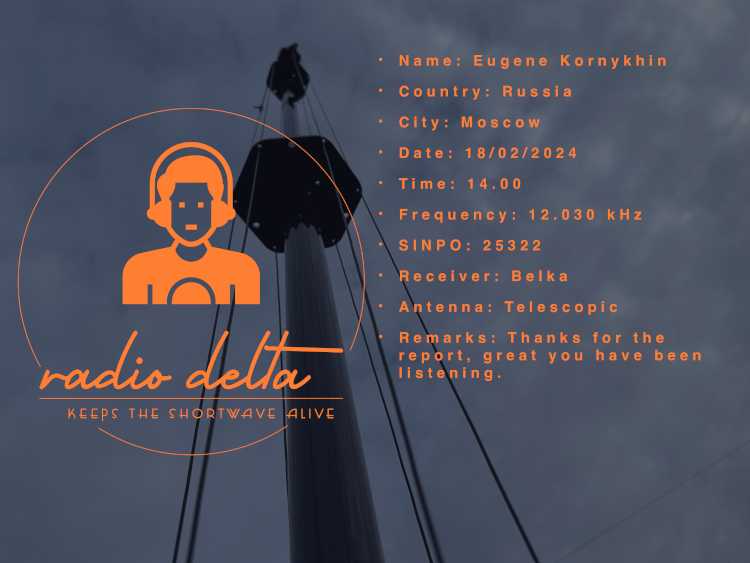 Name: Eugene Kornykhin
Country: Russia
City: Moscow
Date: 18/02/2024
Time: 14.00
Frequency: 12.030 kHz
SINPO: 25322
Receiver: Belka
Antenna: Telescopic
Remarks: Thanks for the
report, great you have been
listening.
radio delta
KEEPS THE SHORTWAVE ALIVE